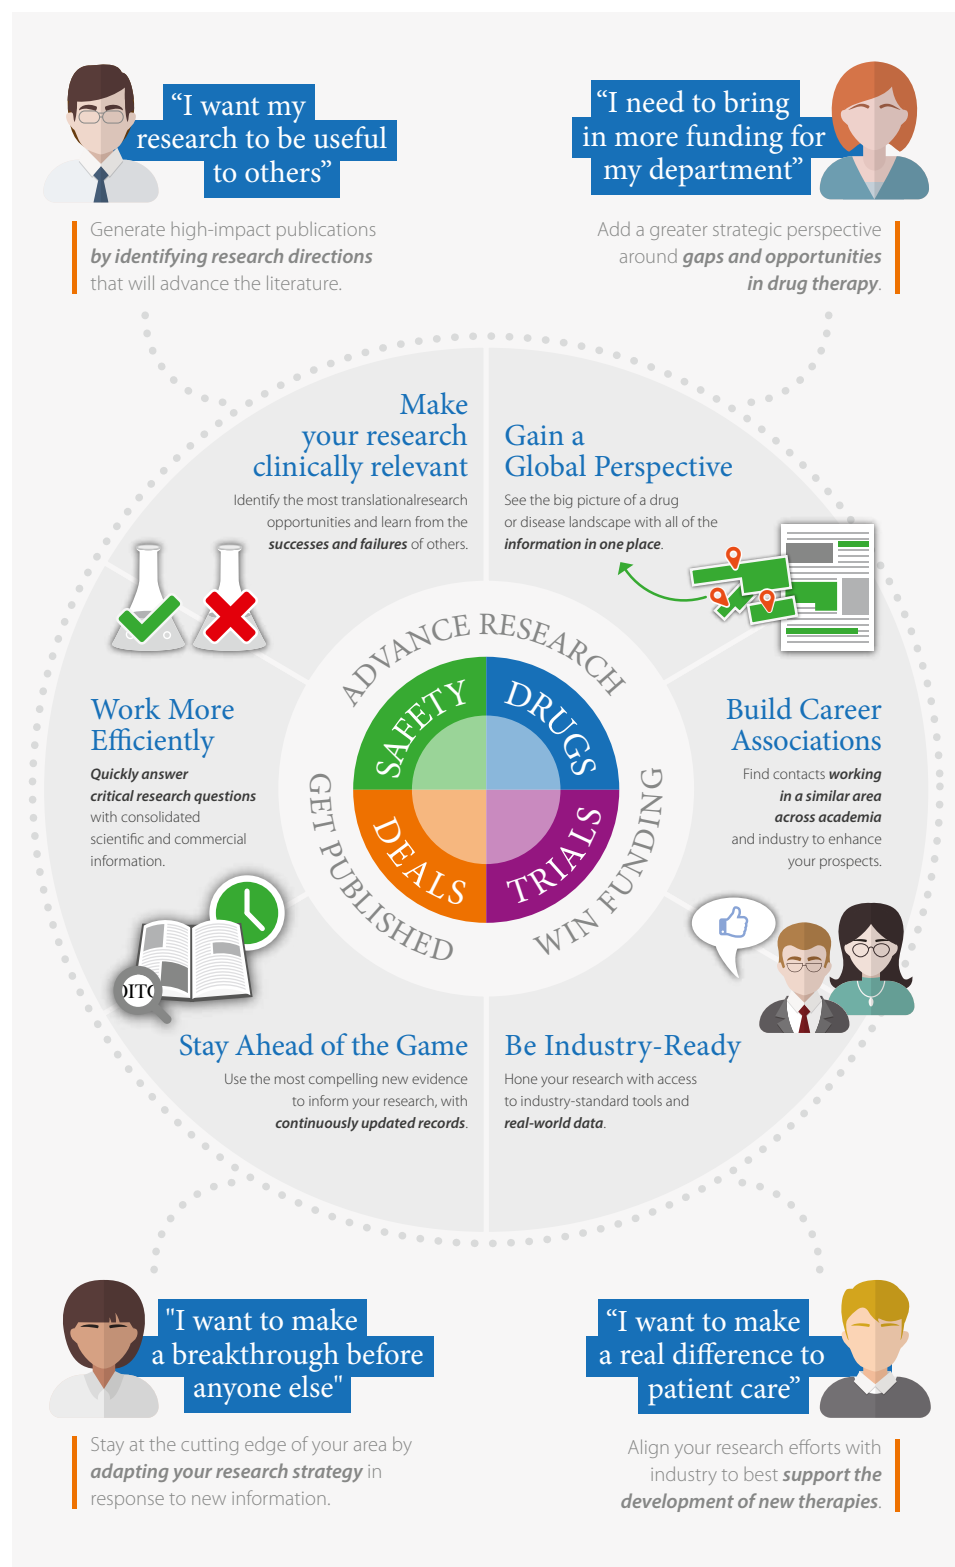 “I want my
research to be useful
to others”
Generate high-impact publications
by identifying research directions
that will advance the literature.
“I need to bring
in more funding for
my department”
Add a greater strategic perspective
around gaps and opportunities
in drug therapy.
Make
your research
clinically relevant
Identify the most translationalresearch
opportunities and learn from the
successes and failures of others.
Gain a
Global Perspective
See the big picture of a drug
or disease landscape with all of the
information in one place.
ADVANCE RESEARCH
SAFETY
DRUGS
DEALS
TRIALS
GET PUBLISHED
WIN FUNDING
Work More
Efficiently
Quickly answer
critical research questions
with consolidated
scientific and commercial
information.
Build Career
Associations
Find contacts working
in a similar area
across academia
and industry to enhance
your prospects.
Stay Ahead of the Game
Use the most compelling new evidence
to inform your research, with
continuously updated records.
Be Industry-Ready
Hone your research with access
to industry-standard tools and
real-world data.
"I want to make
a breakthrough before
anyone else"
Stay at the cutting edge of your area by
adapting your research strategy in
response to new information.
“I want to make
a real difference to
patient care”
Align your research efforts with
industry to best support the
development of new therapies.